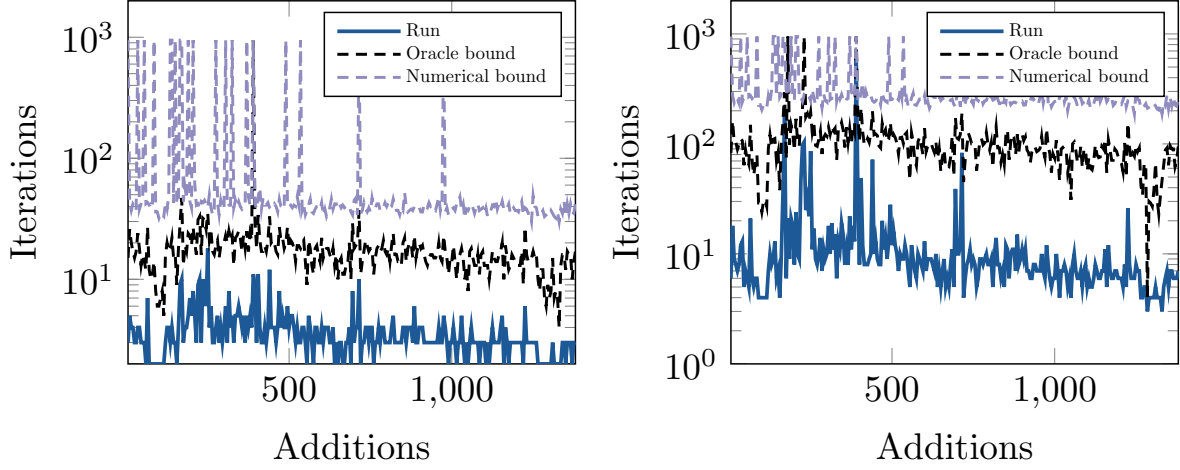 10³
10²
10¹
Iterations
500
1,000
Additions
Run
Oracle bound
Numerical bound
10³
10²
10¹
10⁰
Iterations
500
1,000
Additions
Run
Oracle bound
Numerical bound